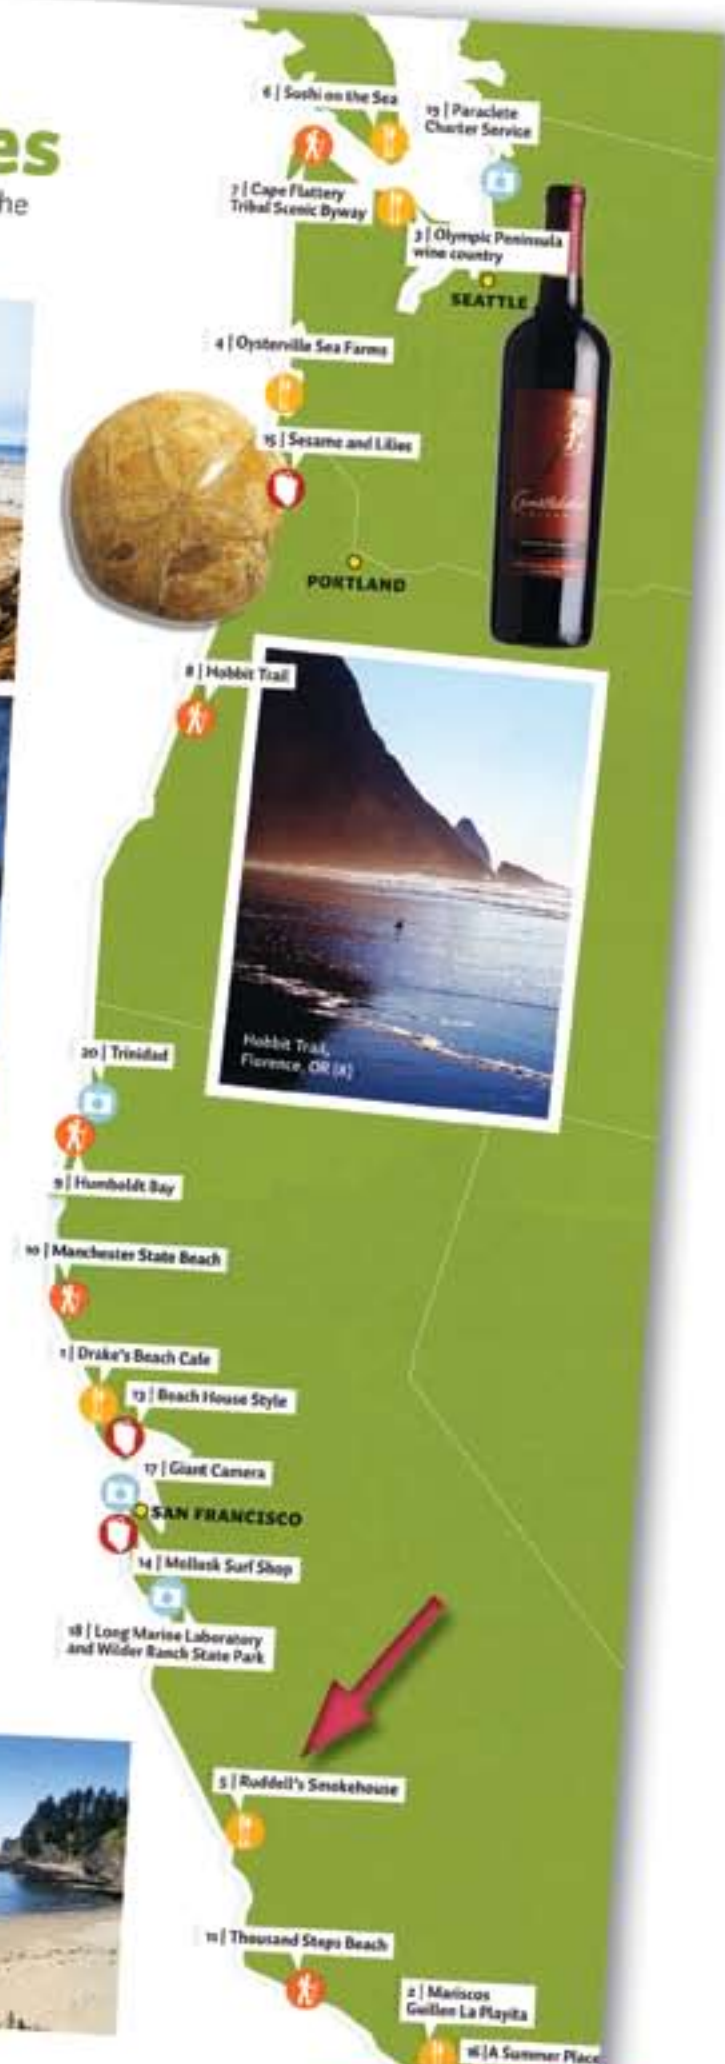 es
he
6 | Sushi on the Sea
19 | Paraclete
Charter Service
7 | Cape Flattery
Tribal Scenic Byway
3 | Olympic Peninsula
wine country
SEATTLE
4 | Oysterville Sea Farms
15 | Sesame and Lilies
PORTLAND
8 | Hobbit Trail
Hobbit Trail,
Florence, OR (8)
20 | Trinidad
9 | Humboldt Bay
10 | Manchester State Beach
1 | Drake's Beach Cafe
13 | Beach House Style
17 | Giant Camera
SAN FRANCISCO
14 | Mollusk Surf Shop
18 | Long Marine Laboratory
and Wilder Ranch State Park
5 | Ruddell's Smokehouse
11 | Thousand Steps Beach
2 | Mariscos
Guillen La Playita
16 | A Summer Place